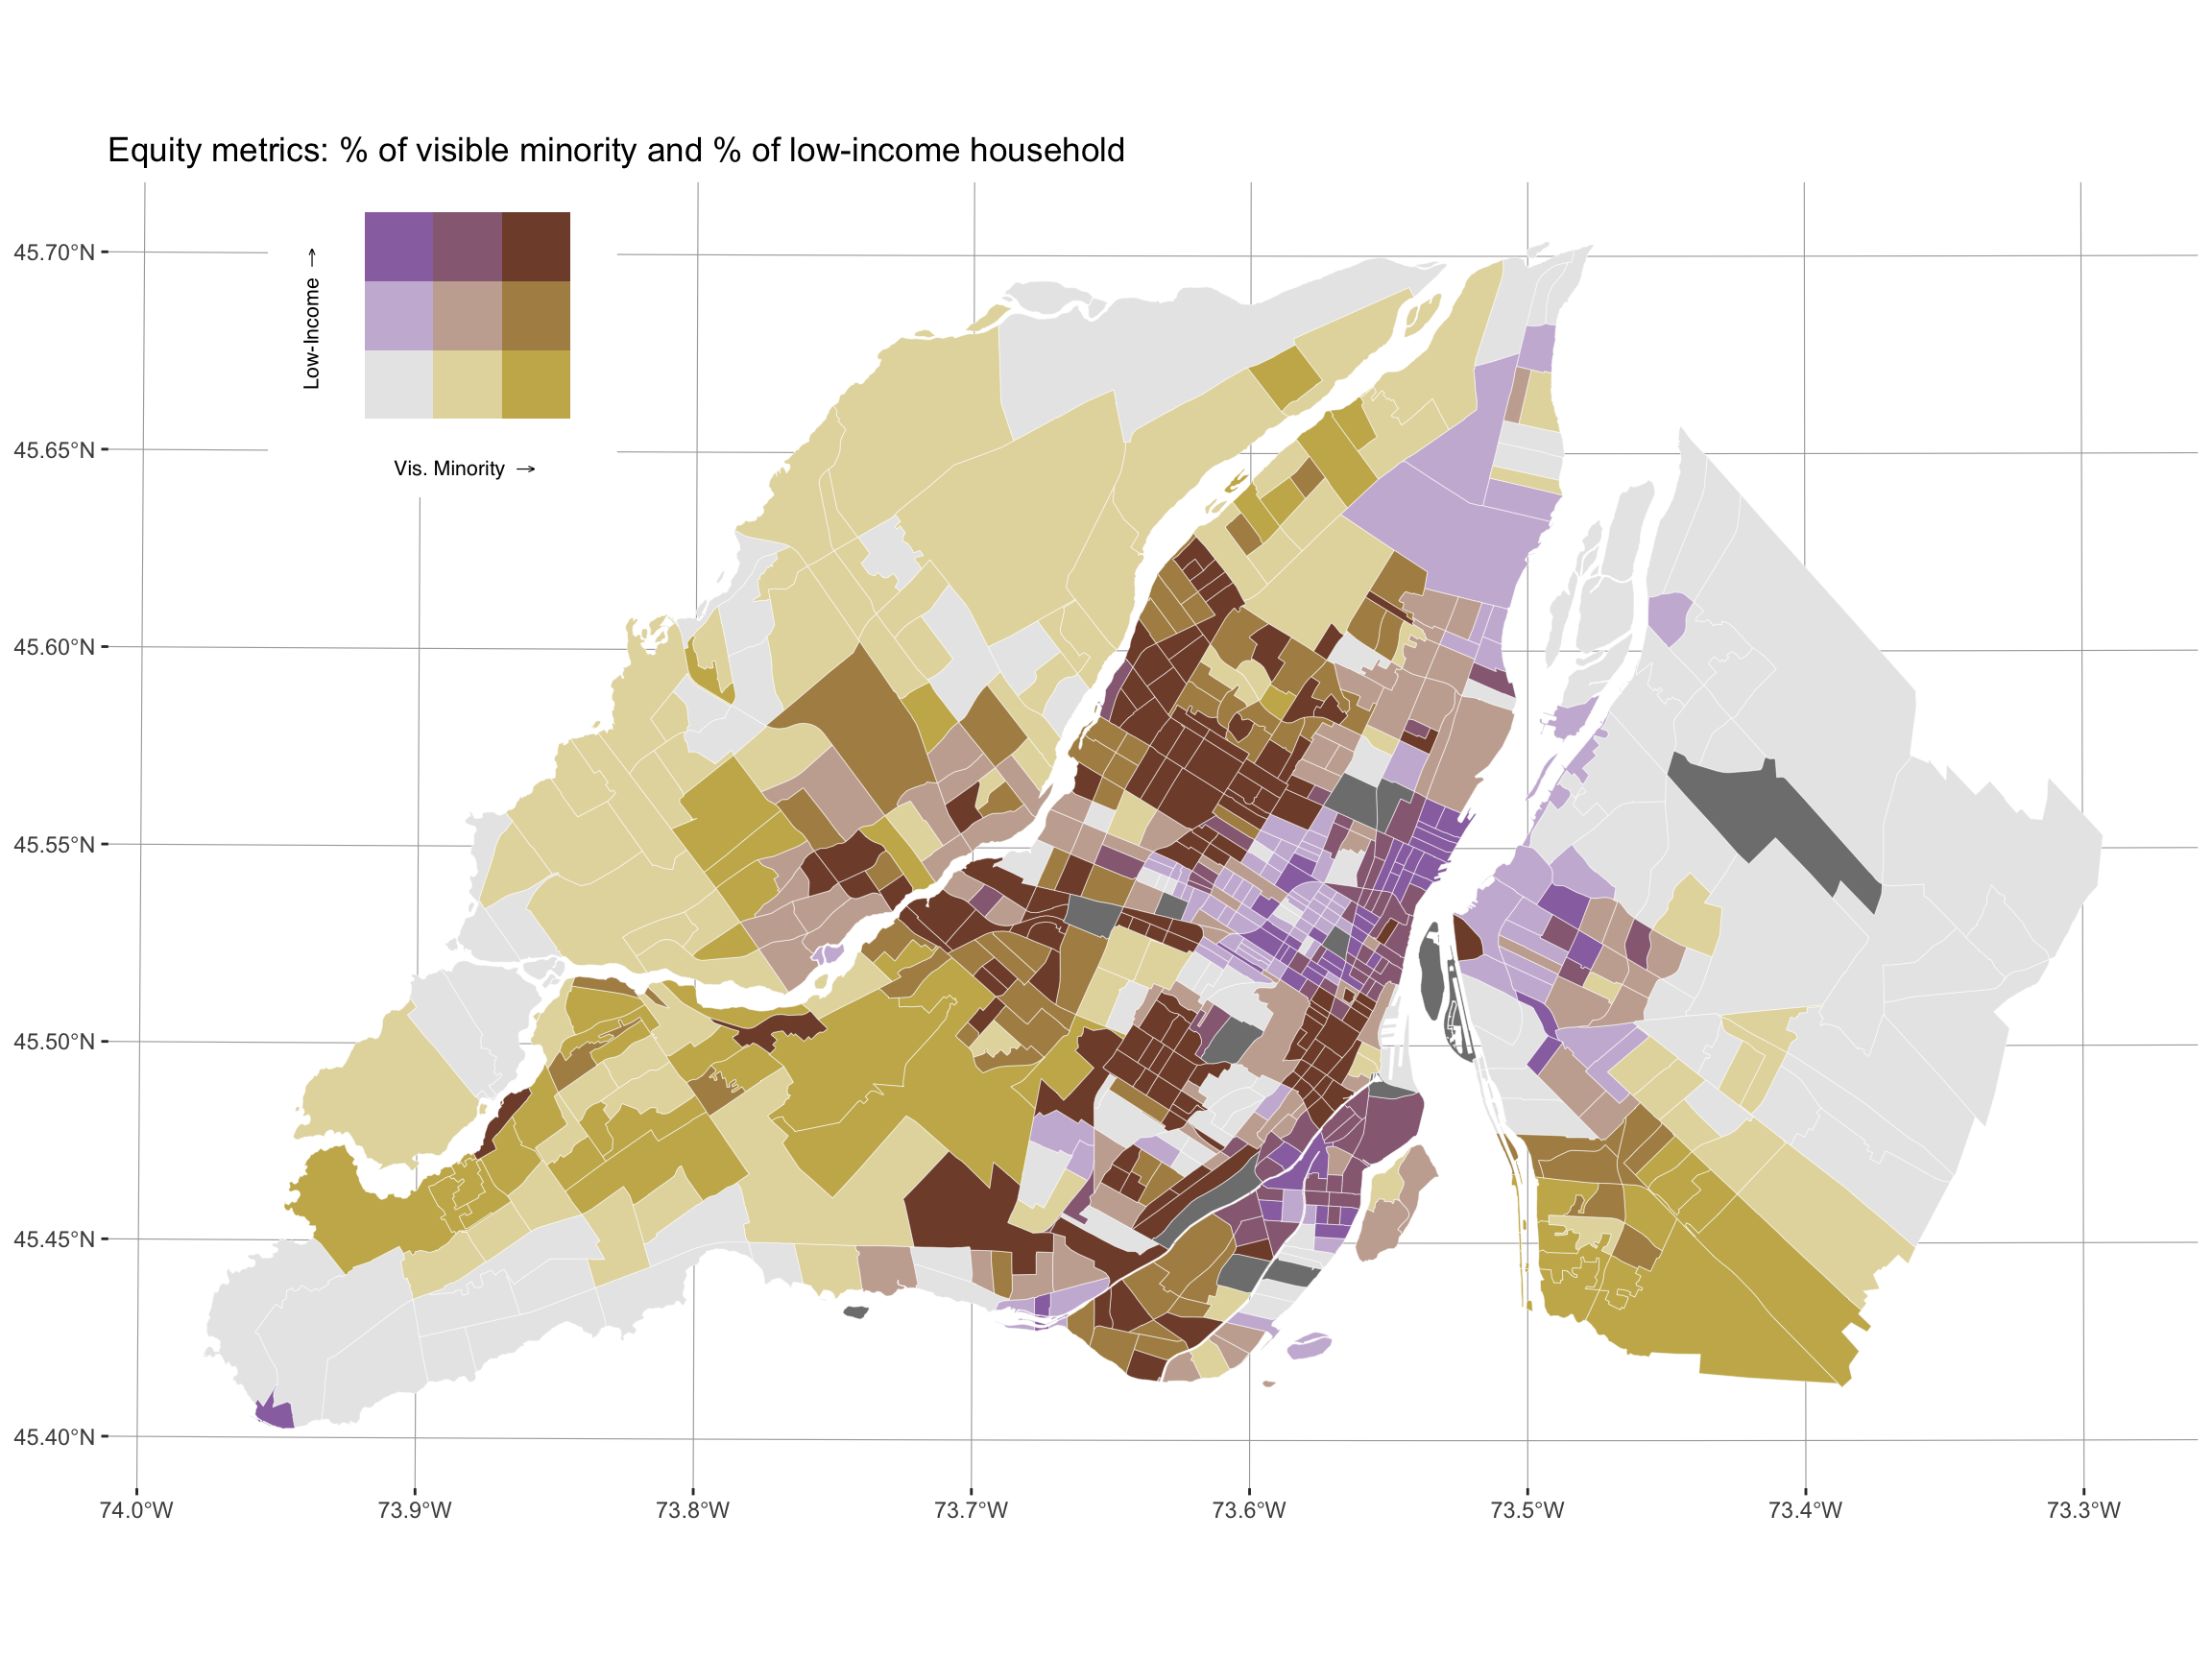 Equity metrics: % of visible minority and % of low-income household
Low-Income →
Vis. Minority →
45.70°N
45.65°N
45.60°N
45.55°N
45.50°N
45.45°N
45.40°N
74.0°W 73.9°W 73.8°W 73.7°W 73.6°W 73.5°W 73.4°W 73.3°W